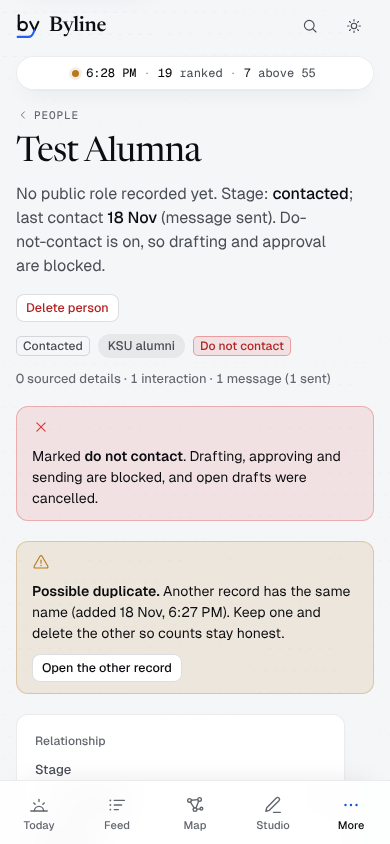 by Byline
6:28 PM · 19 ranked · 7 above 55
PEOPLE
Test Alumna
No public role recorded yet. Stage: contacted;
last contact 18 Nov (message sent). Do-
not-contact is on, so drafting and approval
are blocked.
Delete person
Contacted KSU alumni Do not contact
0 sourced details · 1 interaction · 1 message (1 sent)
Marked do not contact. Drafting, approving and
sending are blocked, and open drafts were
cancelled.
Possible duplicate. Another record has the same
name (added 18 Nov, 6:27 PM). Keep one and
delete the other so counts stay honest.
Open the other record
Relationship
Stage
Today Feed Map Studio More